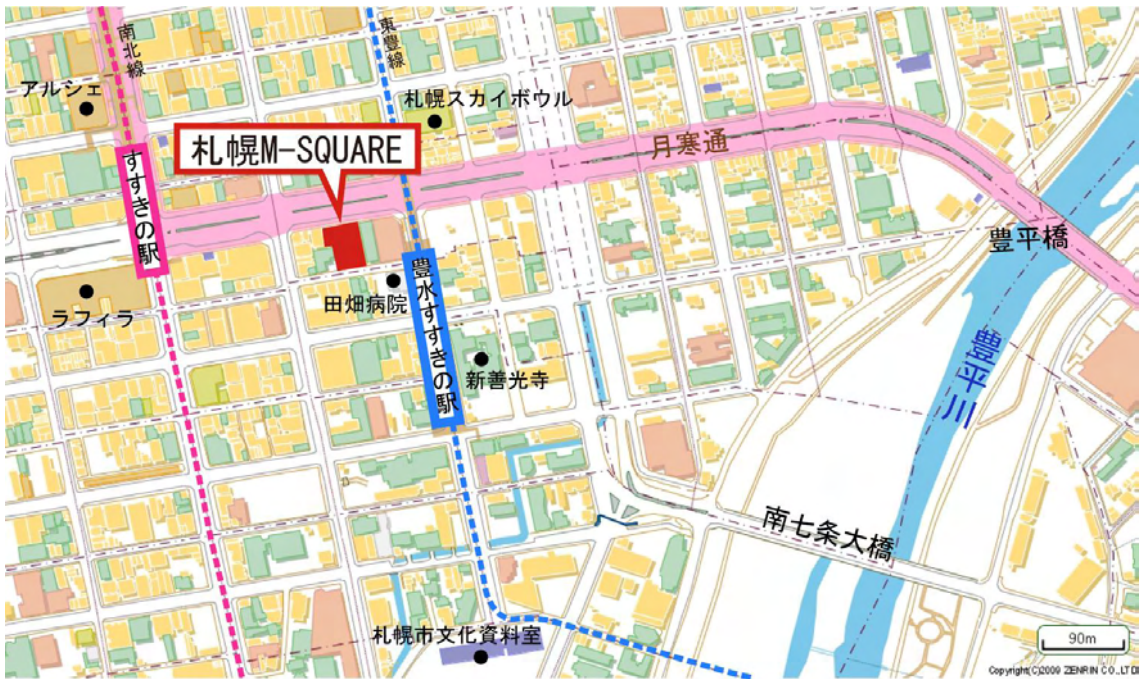 南北線
東豊線
アルシェ
札幌スカイボウル
札幌M-SQUARE
月寒通
すすきの駅
豊平橋
田畑病院
ラフィラ
豊水すすきの駅
新善光寺
豊平川
南七条大橋
札幌市文化資料室
90m
Copyright(C)2009 ZENRIN CO.,LTD